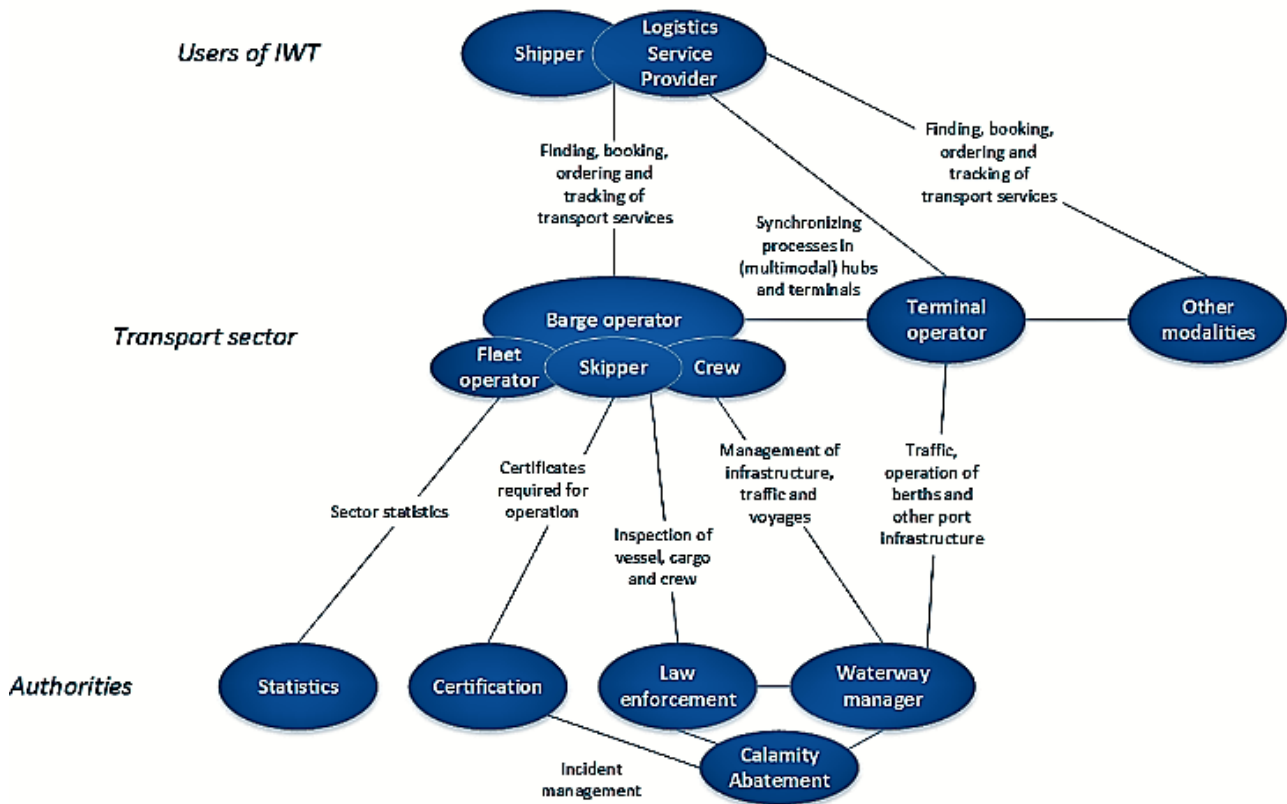 Users of IWT
Shipper
Logistics
Service
Provider
Finding, booking,
ordering and
tracking of
transport services
Finding, booking,
ordering and
tracking of
transport services
Synchronizing
processes in
(multimodal) hubs
and terminals
Transport sector
Barge operator
Fleet
operator
Skipper
Crew
Terminal
operator
Other
modalities
Sector statistics
Certificates
required for
operation
Inspection of
vessel, cargo
and crew
Management of
infrastructure,
traffic and
voyages
Traffic,
operation of
berths and
other port
infrastructure
Authorities
Statistics
Certification
Law
enforcement
Waterway
manager
Incident
management
Calamity
Abatement